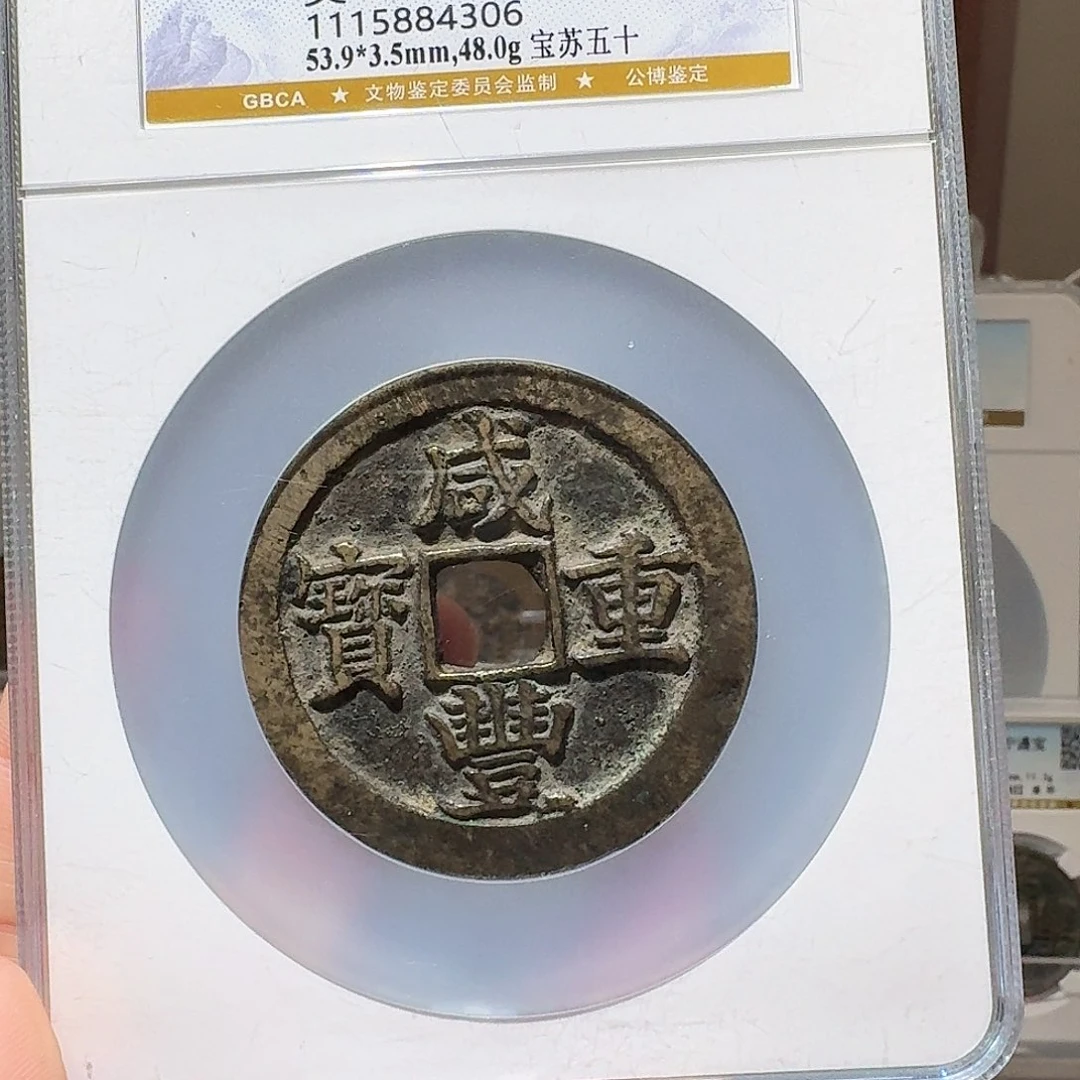 1115884306
53.9*3.5mm,48.0g 宝苏五十
GBCA ★ 文物鉴定委员会监制 ★ 公博鉴定
咸
寶 重
豐